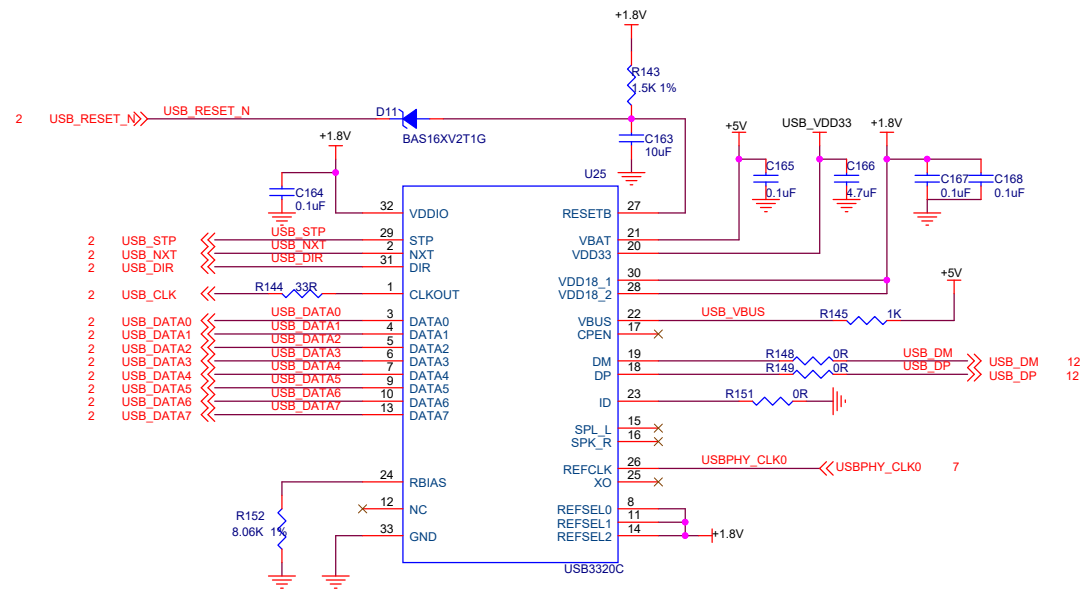 +1.8V
R143
1.5K 1%
2 USB_RESET_N USB_RESET_N D11
BAS16XV2T1G
C163
10uF
+1.8V
+5V USB_VDD33 +1.8V
C164
0.1uF
C165
0.1uF
C166
4.7uF
C167
0.1uF
C168
0.1uF
U25
32 VDDIO RESETB 27
2 USB_STP USB_STP 29 STP VBAT 21
2 USB_NXT USB_NXT 2 NXT VDD33 20
2 USB_DIR USB_DIR 31 DIR
VDD18_1 30
VDD18_2 28
2 USB_CLK R144 33R 1 CLKOUT
+5V
2 USB_DATA0 USB_DATA0 3 DATA0 VBUS 22 USB_VBUS R145 1K
2 USB_DATA1 USB_DATA1 4 DATA1 CPEN 17
2 USB_DATA2 USB_DATA2 5 DATA2
2 USB_DATA3 USB_DATA3 6 DATA3 DM 19 R148 0R USB_DM USB_DM 12
2 USB_DATA4 USB_DATA4 7 DATA4 DP 18 R149 0R USB_DP USB_DP 12
2 USB_DATA5 USB_DATA5 9 DATA5
2 USB_DATA6 USB_DATA6 10 DATA6 ID 23 R151 0R
2 USB_DATA7 USB_DATA7 13 DATA7
SPL_L 15
SPK_R 16
REFCLK 26 USBPHY_CLK0 USBPHY_CLK0 7
24 RBIAS XO 25
12 NC REFSEL0 8
R152
8.06K 1%
REFSEL1 11
33 GND REFSEL2 14 +1.8V
USB3320C